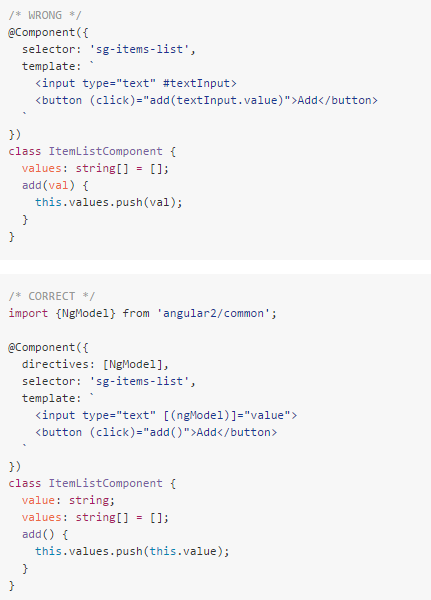 /* WRONG */
@Component({
  selector: 'sg-items-list',
  template: `
    <input type="text" #textInput>
    <button (click)="add(textInput.value)">Add</button>
  `
})
class ItemListComponent {
  values: string[] = [];
  add(val) {
    this.values.push(val);
  }
}
/* CORRECT */
import {NgModel} from 'angular2/common';
@Component({
  directives: [NgModel],
  selector: 'sg-items-list',
  template: `
    <input type="text" [(ngModel)]="value">
    <button (click)="add()">Add</button>
  `
})
class ItemListComponent {
  value: string;
  values: string[] = [];
  add() {
    this.values.push(this.value);
  }
}